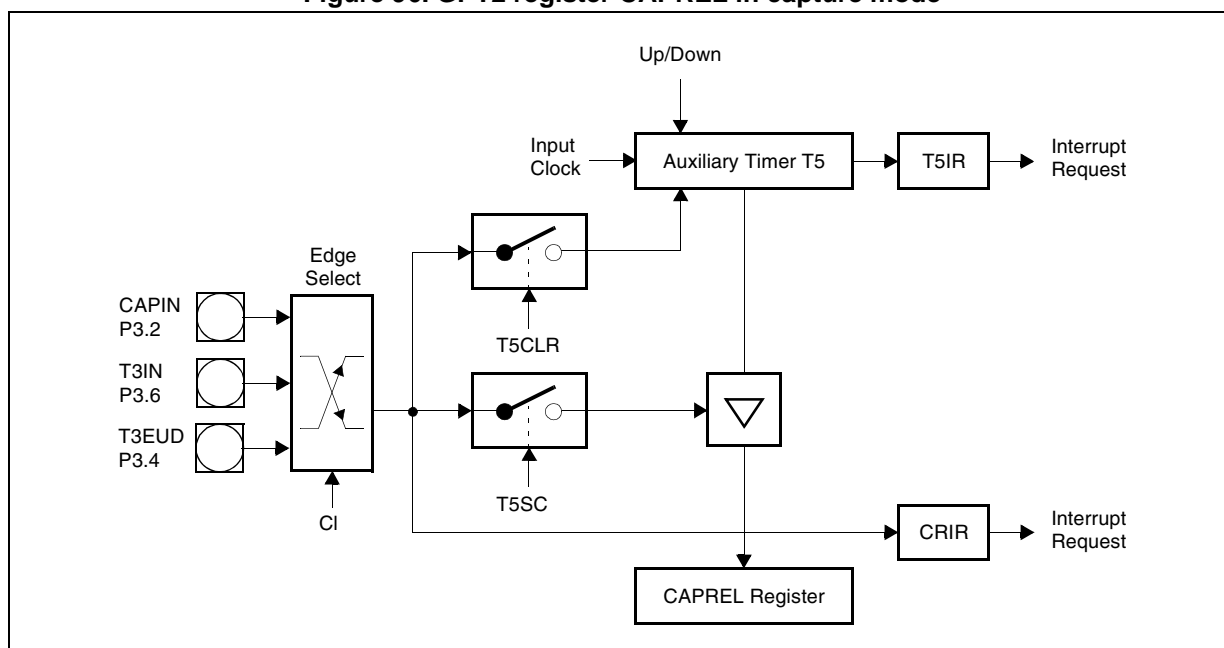 Up/Down
Input
Clock
Auxiliary Timer T5
T5IR
Interrupt
Request
Edge
Select
CAPIN
P3.2
T5CLR
T3IN
P3.6
T3EUD
P3.4
T5SC
CI
CRIR
Interrupt
Request
CAPREL Register